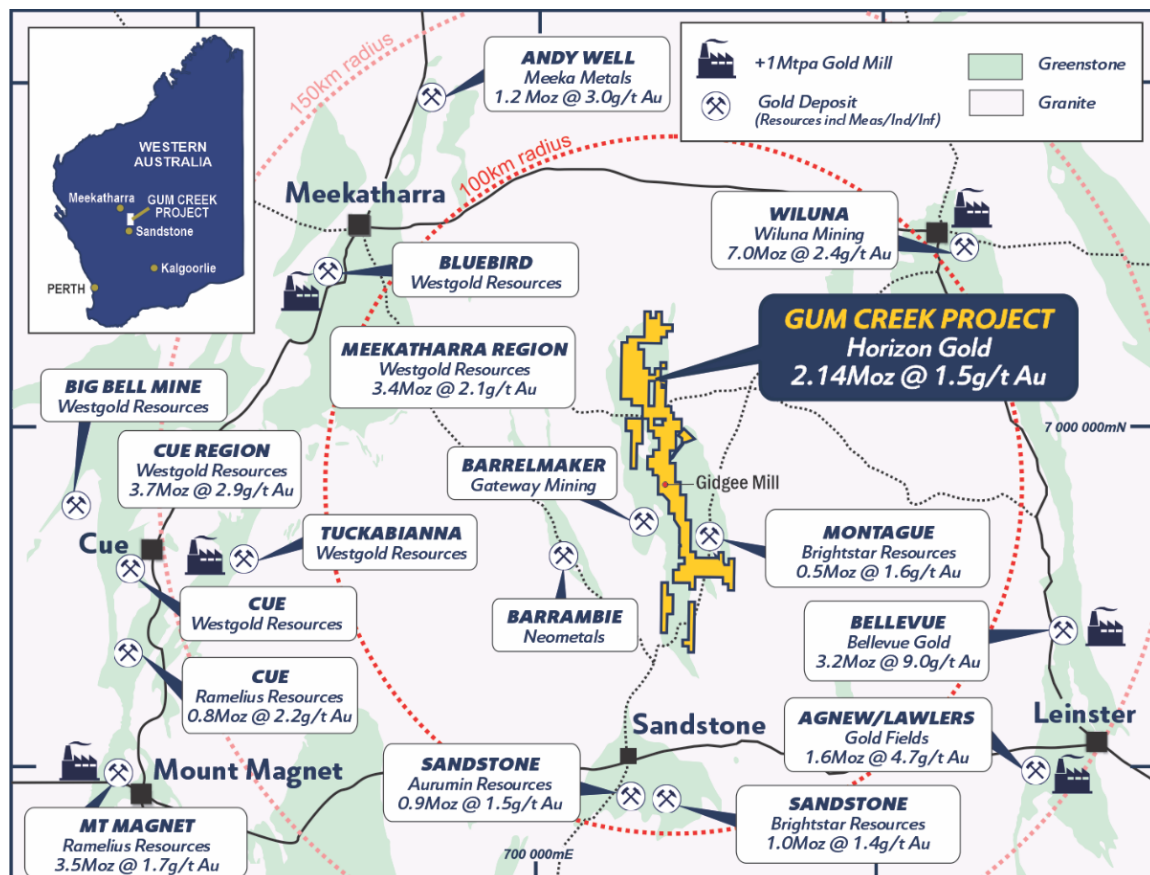 WESTERN
AUSTRALIA
Meekatharra
GUM CREEK
PROJECT
Sandstone
Kalgoorlie
PERTH
150km radius
100km radius
ANDY WELL
Meeka Metals
1.2 Moz @ 3.0g/t Au
+1Mtpa Gold Mill
Gold Deposit
(Resources incl Meas/Ind/Inf)
Greenstone
Granite
Meekatharra
WILUNA
Wiluna Mining
7.0Moz @ 2.4g/t Au
BLUEBIRD
Westgold Resources
GUM CREEK PROJECT
Horizon Gold
2.14Moz @ 1.5g/t Au
MEEKATHARRA REGION
Westgold Resources
3.4Moz @ 2.1g/t Au
BIG BELL MINE
Westgold Resources
7 000 000mN
CUE REGION
Westgold Resources
3.7Moz @ 2.9g/t Au
BARRELMAKER
Gateway Mining
Gidgee Mill
Cue
TUCKABIANNA
Westgold Resources
MONTAGUE
Brightstar Resources
0.5Moz @ 1.6g/t Au
CUE
Westgold Resources
BARRAMBIE
Neometals
BELLEVUE
Bellevue Gold
3.2Moz @ 9.0g/t Au
CUE
Ramelius Resources
0.8Moz @ 2.2g/t Au
Sandstone
AGNEW/LAWLERS
Gold Fields
1.6Moz @ 4.7g/t Au
Leinster
Mount Magnet
SANDSTONE
Aurumin Resources
0.9Moz @ 1.5g/t Au
SANDSTONE
Brightstar Resources
1.0Moz @ 1.4g/t Au
MT MAGNET
Ramelius Resources
3.5Moz @ 1.7g/t Au
700 000mE